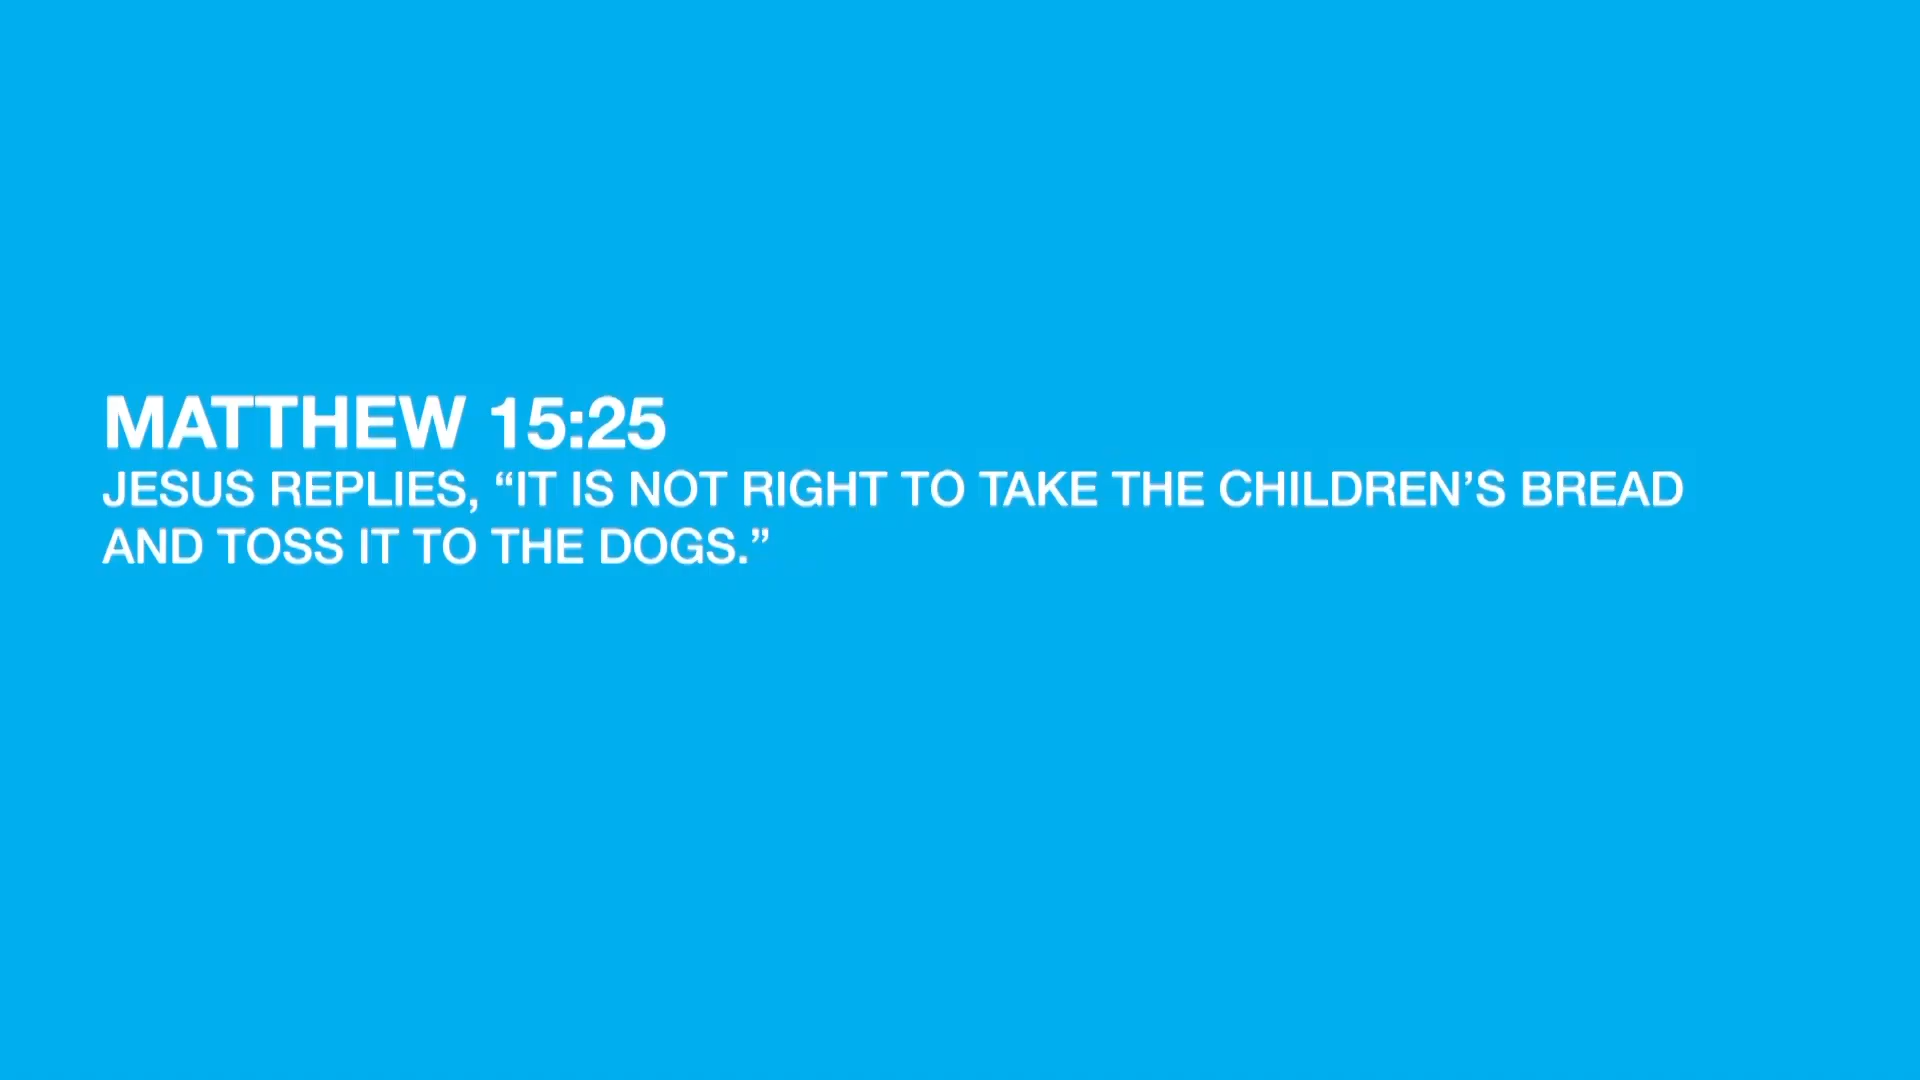 MATTHEW 15:25
JESUS REPLIES, “IT IS NOT RIGHT TO TAKE THE CHILDREN’S BREAD
AND TOSS IT TO THE DOGS.”